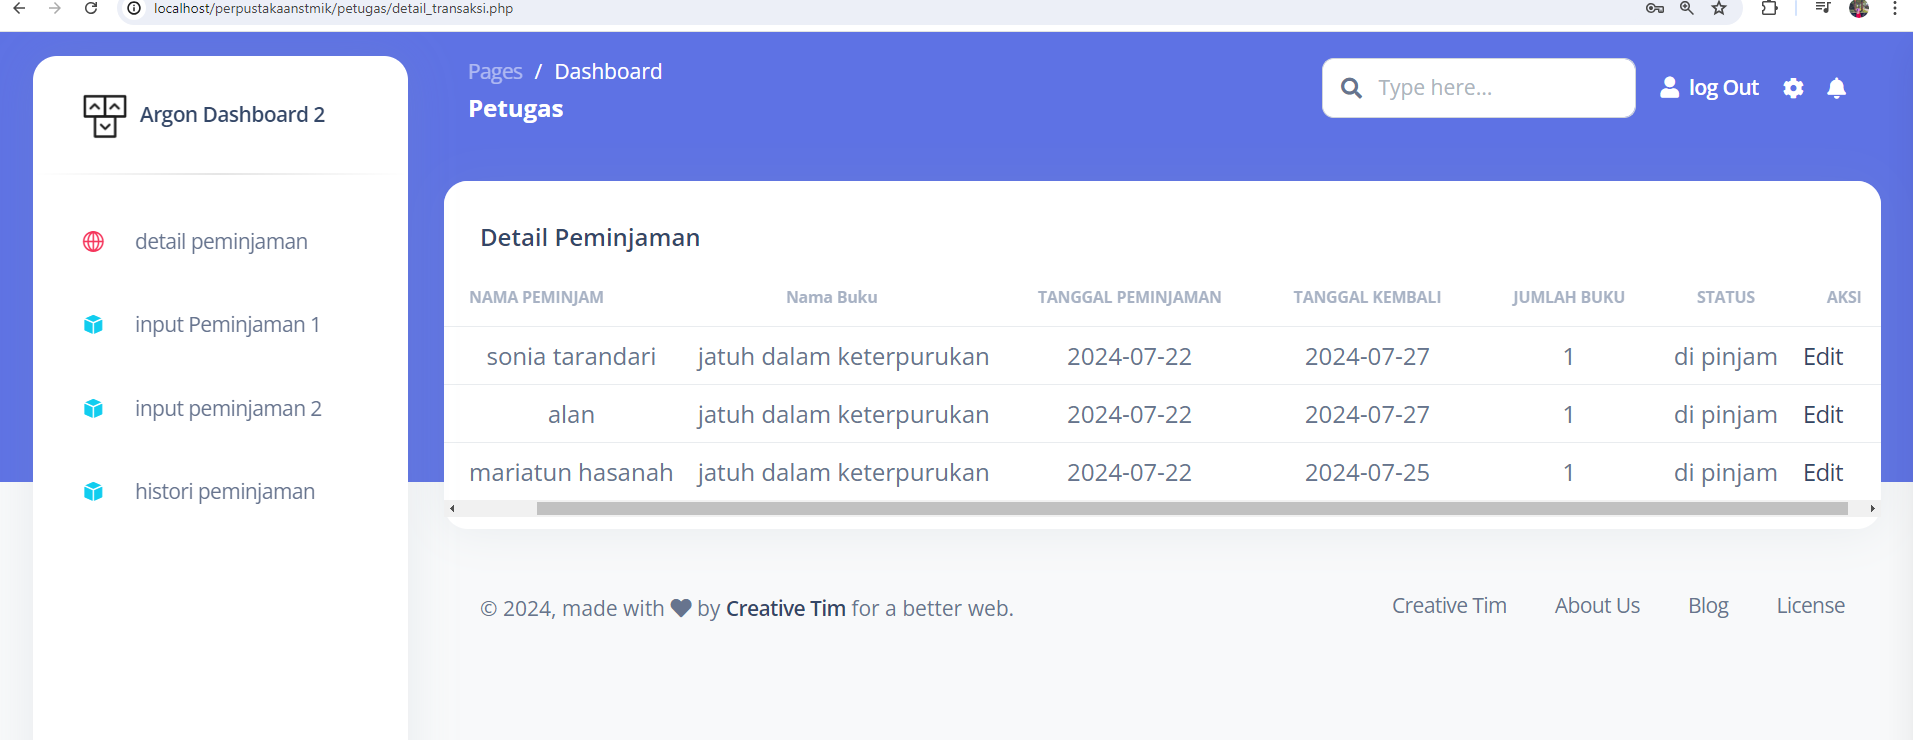 localhost/perpustakaanstmik/petugas/detail_transaksi.php
Argon Dashboard 2
detail peminjaman
input Peminjaman 1
input peminjaman 2
histori peminjaman
Pages / Dashboard
Petugas
Type here...
log Out
Detail Peminjaman
NAMA PEMINJAM Nama Buku TANGGAL PEMINJAMAN TANGGAL KEMBALI JUMLAH BUKU STATUS AKSI
sonia tarandari jatuh dalam keterpurukan 2024-07-22 2024-07-27 1 di pinjam Edit
alan jatuh dalam keterpurukan 2024-07-22 2024-07-27 1 di pinjam Edit
mariatun hasanah jatuh dalam keterpurukan 2024-07-22 2024-07-25 1 di pinjam Edit
© 2024, made with ♥ by Creative Tim for a better web.
Creative Tim About Us Blog License